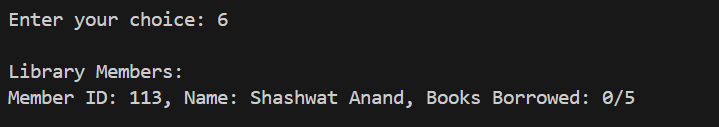 Enter your choice: 6
Library Members:
Member ID: 113, Name: Shashwat Anand, Books Borrowed: 0/5